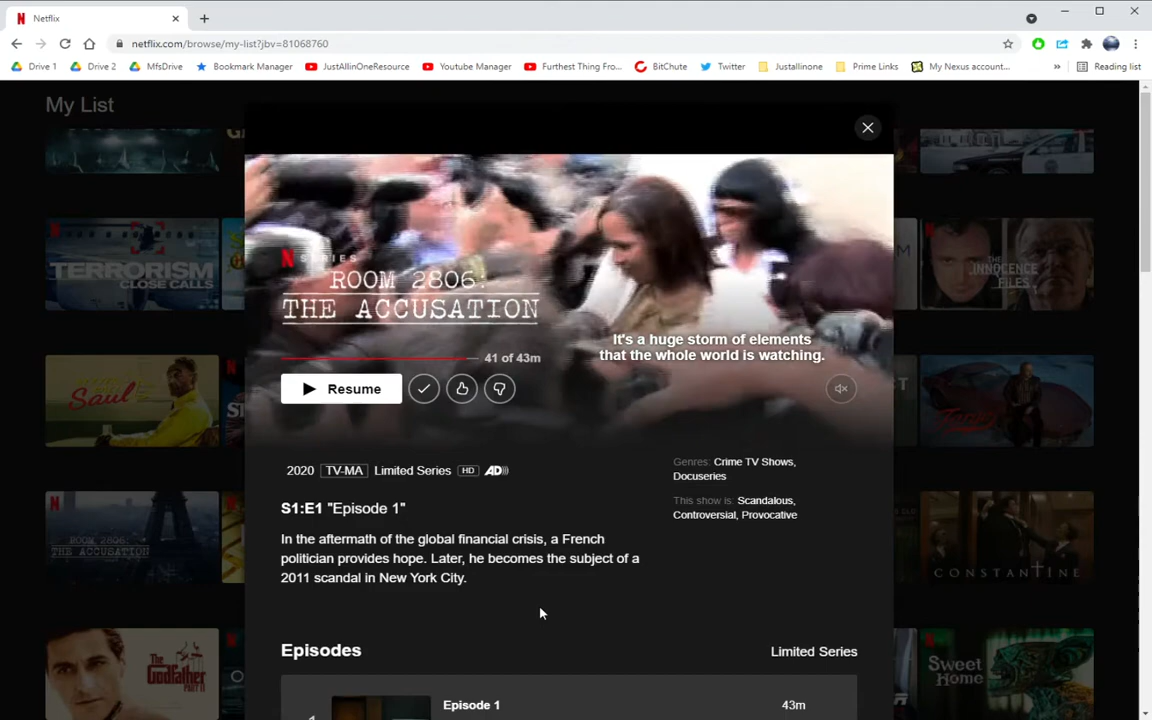 Netflix
netflix.com/browse/my-list?jbv=81068760
Drive 1
Drive 2
MfsDrive
Bookmark Manager
JustAllinOneResource
Youtube Manager
Furthest Thing Fro...
BitChute
Twitter
Justallinone
Prime Links
My Nexus account...
»
Reading list
My List
TERRORISM
CLOSE CALLS
THE
INNOCENCE
FILES
N SERIES
ROOM 2806:
THE ACCUSATION
It's a huge storm of elements
that the whole world is watching.
41 of 43m
Resume
Saul
2020 TV-MA Limited Series HD AD
Genres: Crime TV Shows,
Docuseries
This show is: Scandalous,
Controversial, Provocative
S1:E1 "Episode 1"
In the aftermath of the global financial crisis, a French
politician provides hope. Later, he becomes the subject of a
2011 scandal in New York City.
ROOM 2806:
THE ACCUSATION
CONSTANTINE
Episodes
Limited Series
The
Godfather
PART II
Sweet
Home
1
Episode 1
43m